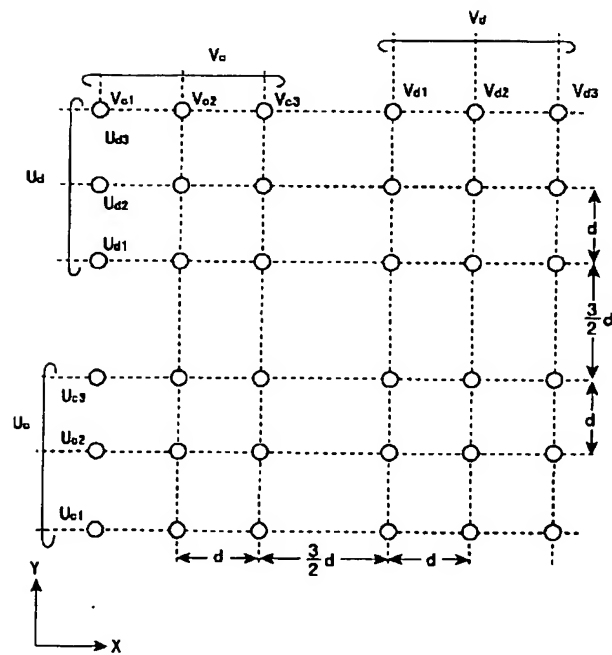 Vd
Vc
Vc1 Vc2 Vc3 Vd1 Vd2 Vd3
Ud3
Ud
Ud2
d
Ud1
3/2 d
Uc3
Uc
Uc2
d
Uc1
d 3/2 d d
Y
X